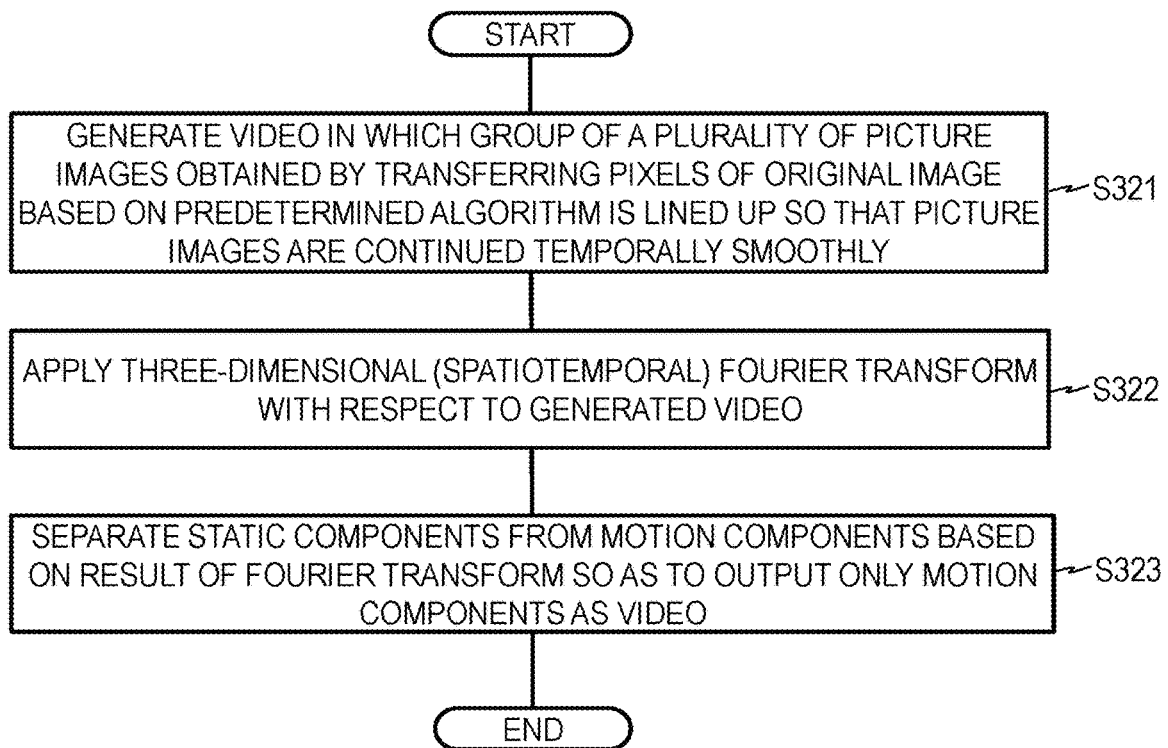 START
GENERATE VIDEO IN WHICH GROUP OF A PLURALITY OF PICTURE
IMAGES OBTAINED BY TRANSFERRING PIXELS OF ORIGINAL IMAGE
BASED ON PREDETERMINED ALGORITHM IS LINED UP SO THAT PICTURE
IMAGES ARE CONTINUED TEMPORALLY SMOOTHLY
S321
APPLY THREE-DIMENSIONAL (SPATIOTEMPORAL) FOURIER TRANSFORM
WITH RESPECT TO GENERATED VIDEO
S322
SEPARATE STATIC COMPONENTS FROM MOTION COMPONENTS BASED
ON RESULT OF FOURIER TRANSFORM SO AS TO OUTPUT ONLY MOTION
COMPONENTS AS VIDEO
S323
END